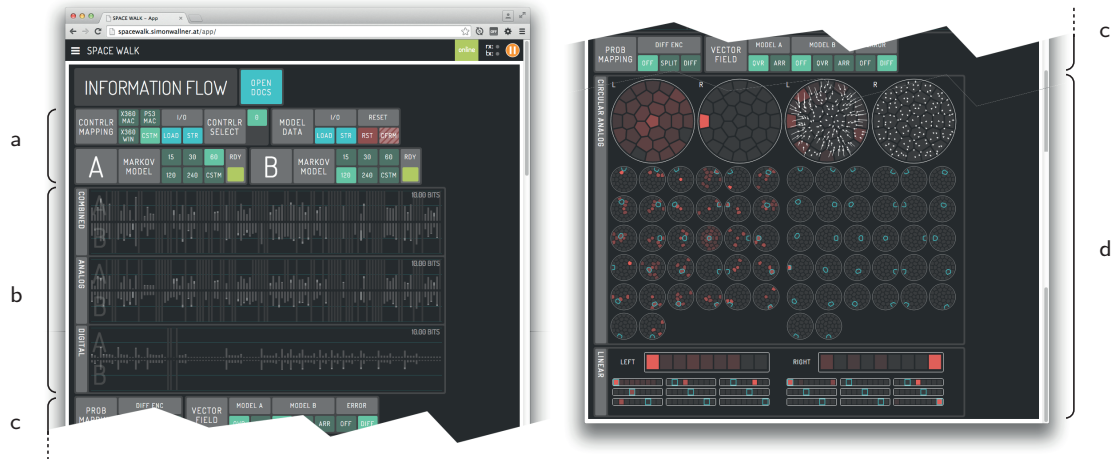 SPACE WALK – App
spacewalk.simonwallner.at/app/
SPACE WALK
online
rx:
tx:
INFORMATION FLOW
OPEN DOCS
a
CONTRLR MAPPING
X360 MAC
PS3 MAC
X360 WIN
CSTM
I/O
LOAD
STR
CONTRLR SELECT
0
MODEL DATA
I/O
LOAD
STR
RESET
RST
CFRM
A
MARKOV MODEL
15
30
60
120
240
CSTM
RDY
B
MARKOV MODEL
15
30
60
120
240
CSTM
RDY
b
COMBINED
A
B
10.00 BITS
ANALOG
A
B
10.00 BITS
DIGITAL
A
B
10.00 BITS
c
PROB MAPPING
DIFF ENC
VECTOR FIELD
MODEL A
MODEL B
ERROR
ARR
OFF
DIFF
c
PROB MAPPING
DIFF ENC
OFF
SPLIT
DIFF
VECTOR FIELD
MODEL A
OVR
ARR
MODEL B
OFF
OVR
ARR
OFF
DIFF
d
CIRCULAR ANALOG
L
R
L
R
LINEAR
LEFT
RIGHT